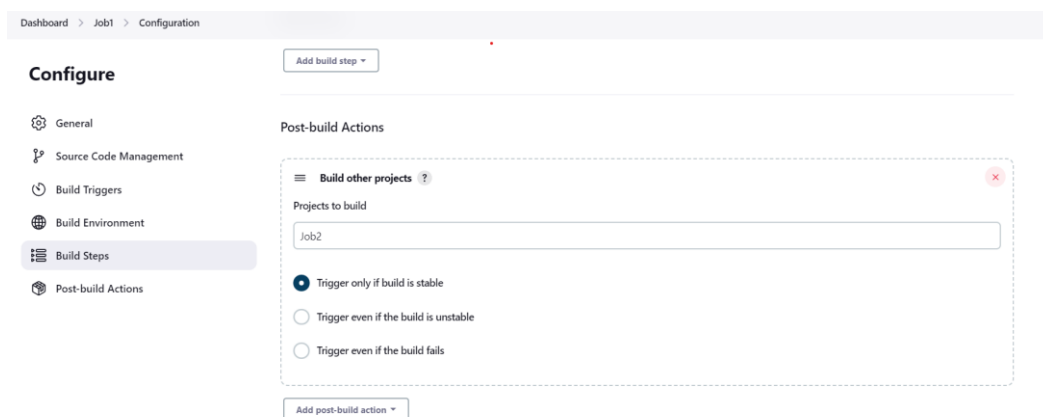 Dashboard > Job1 > Configuration
Configure
General
Source Code Management
Build Triggers
Build Environment
Build Steps
Post-build Actions
Add build step
Post-build Actions
Build other projects ?
Projects to build
Job2
Trigger only if build is stable
Trigger even if the build is unstable
Trigger even if the build fails
Add post-build action